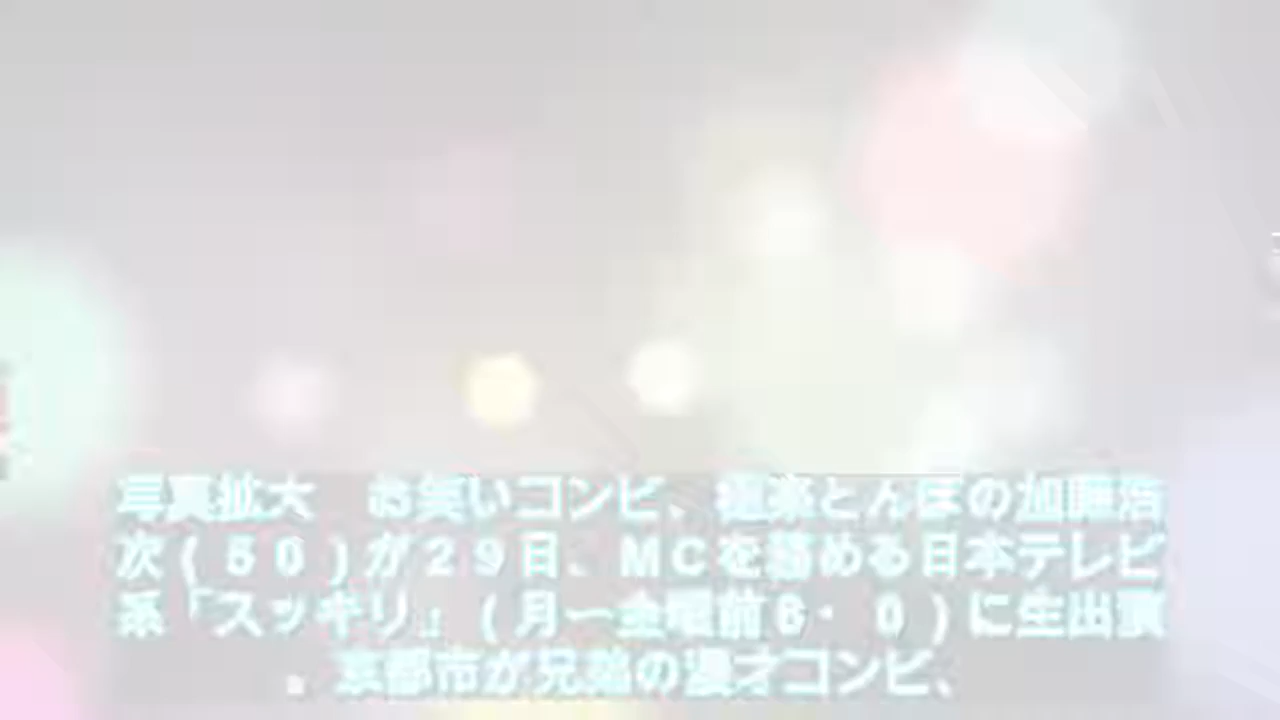 写真拡大　お笑いコンビ、極楽とんぼの加藤浩
次(50)が29日、MCを務める日本テレビ
系「スッキリ」(月ー金曜前8・0)に生出演
。京都市が兄弟の漫才コンビ、